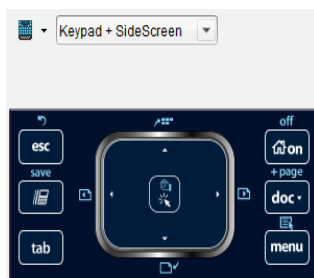 Keypad + SideScreen
off
esc
on
save
+ page
doc
tab
menu